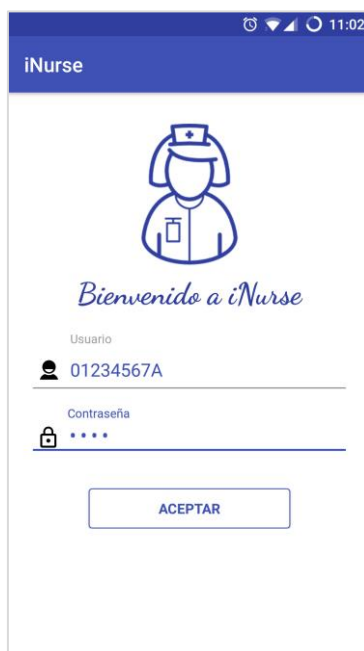 11:02
iNurse
Bienvenido a iNurse
Usuario
01234567A
Contraseña
••••
ACEPTAR